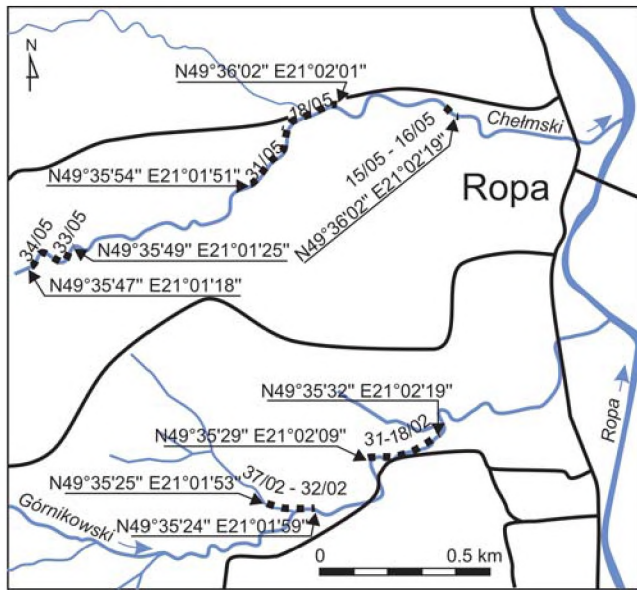 N
N49°36'02" E21°02'01"
18/05
Chełmski
15/05 - 16/05
N49°36'02" E21°02'19"
31/05
N49°35'54" E21°01'51"
Ropa
34/05
33/05
N49°35'49" E21°01'25"
N49°35'47" E21°01'18"
N49°35'32" E21°02'19"
Ropa
31-18/02
N49°35'29" E21°02'09"
37/02 - 32/02
N49°35'25" E21°01'53"
Górnikowski
N49°35'24" E21°01'59"
0 0.5 km